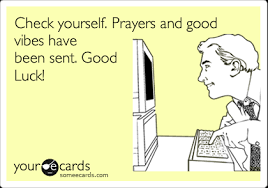 Check yourself. Prayers and good
vibes have
been sent. Good
Luck!
your ecards
someecards.com